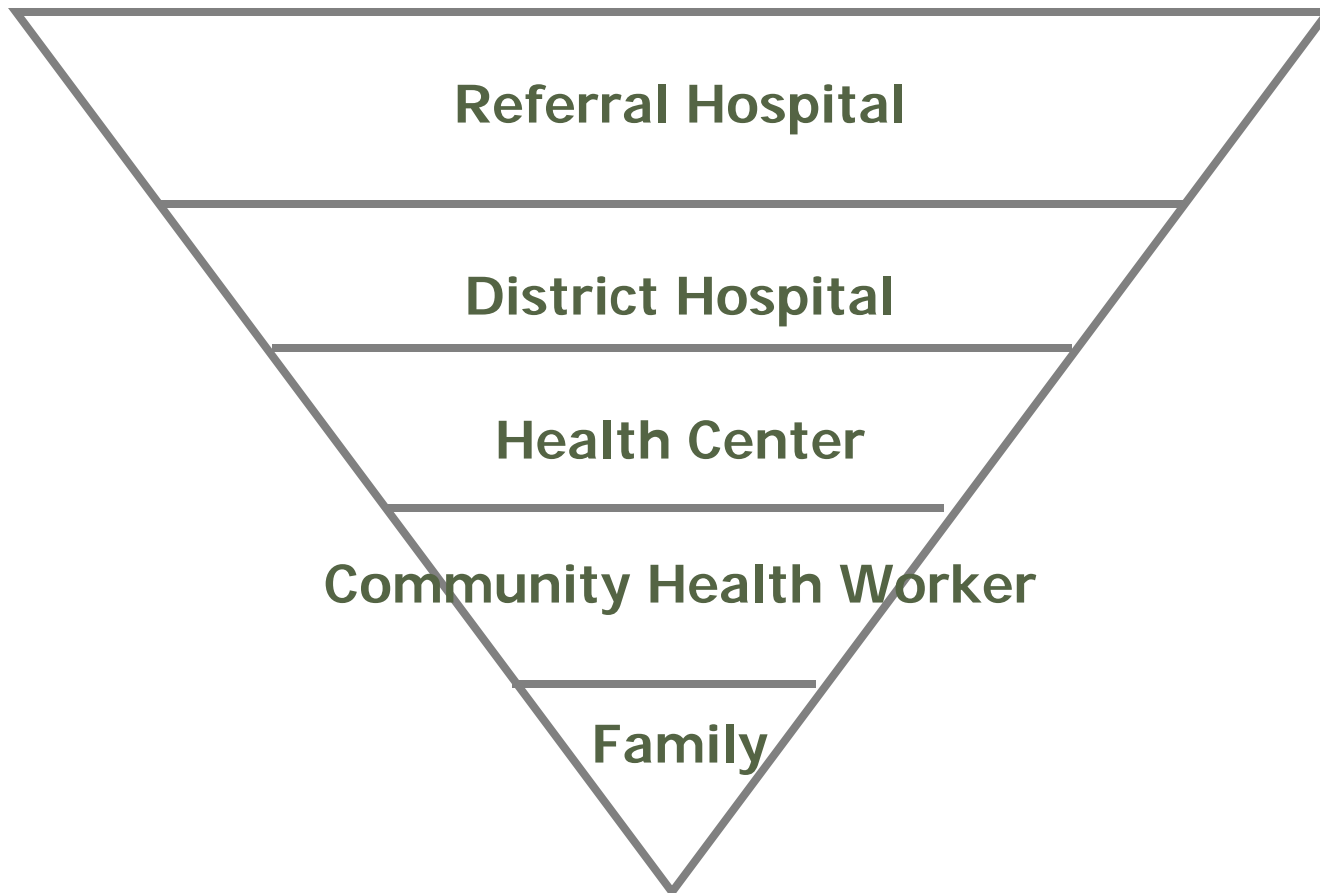 Referral Hospital
District Hospital
Health Center
Community Health Worker
Family